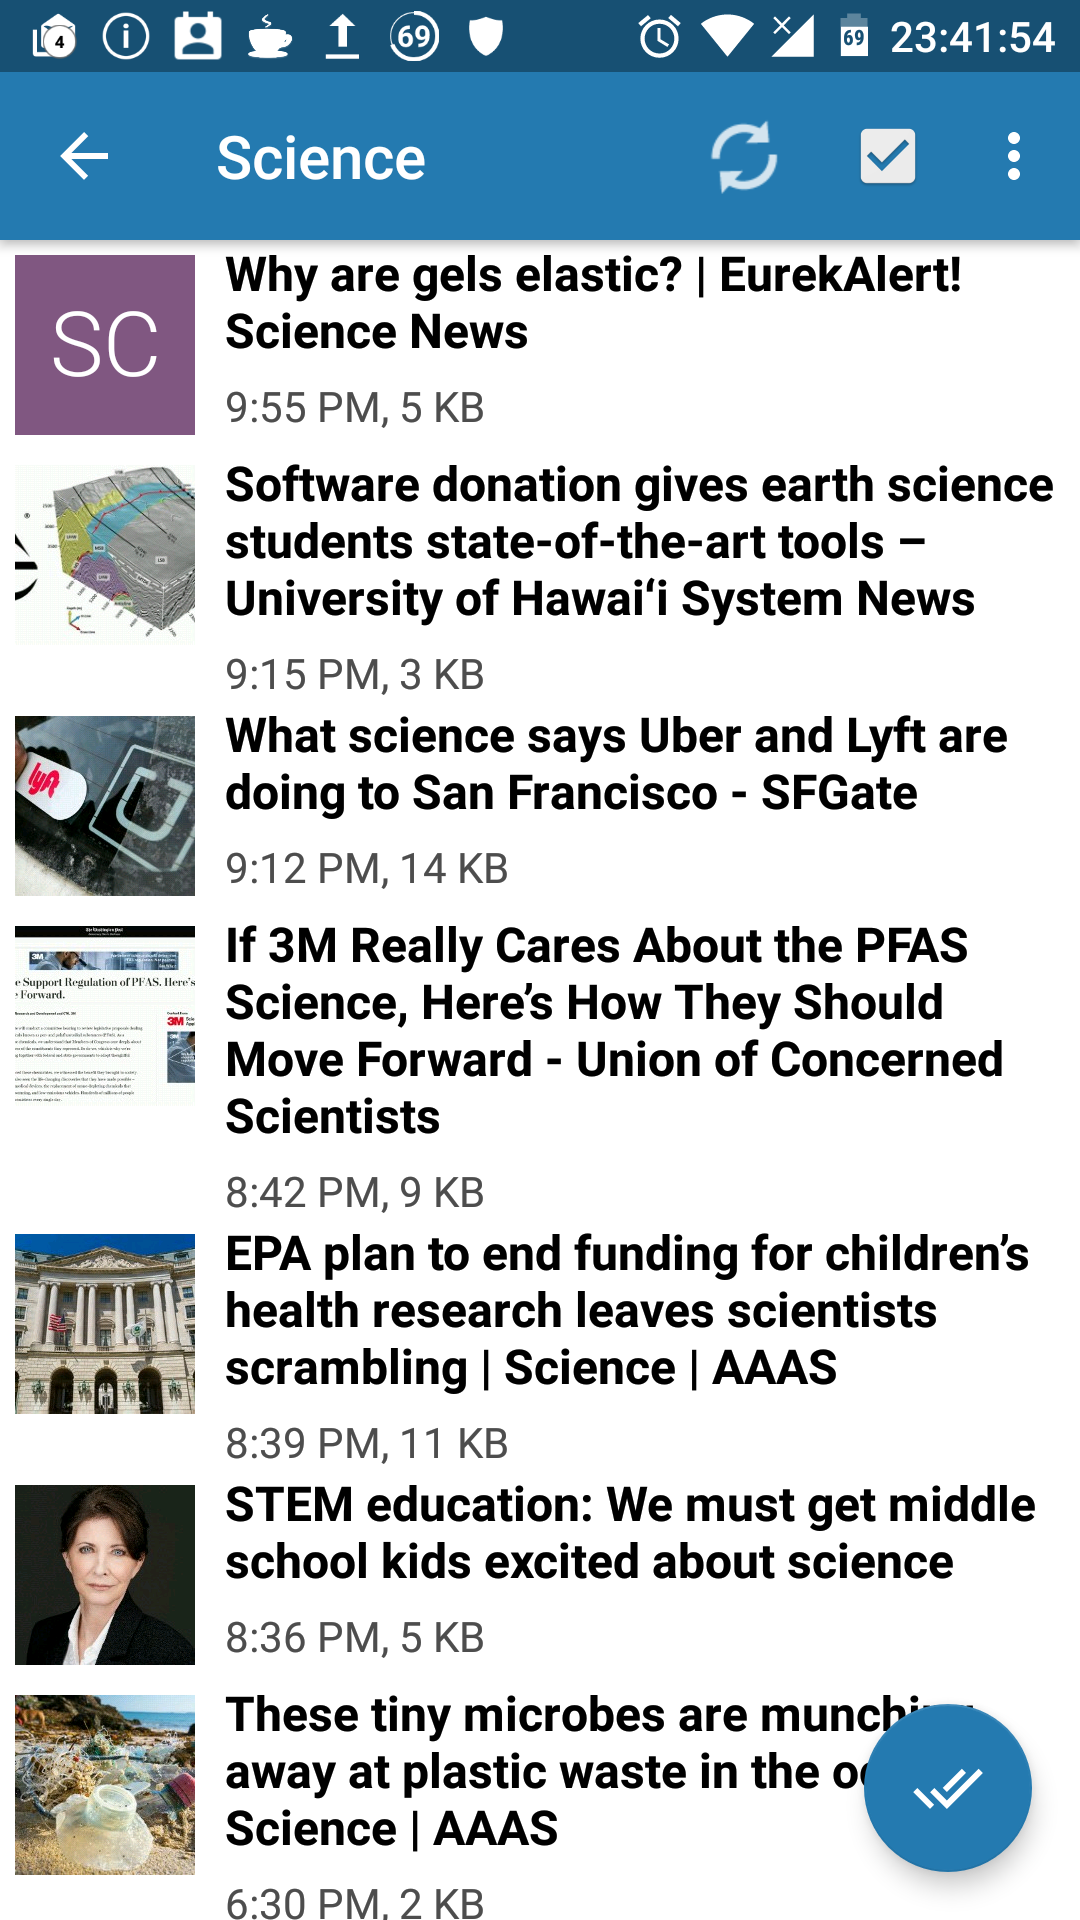 4 69 69 23:41:54
Science
SC
Why are gels elastic? | EurekAlert!
Science News
9:55 PM, 5 KB
Software donation gives earth science
students state-of-the-art tools –
University of Hawaiʻi System News
9:15 PM, 3 KB
lyft
What science says Uber and Lyft are
doing to San Francisco - SFGate
9:12 PM, 14 KB
3M
e Support Regulation of PFAS. Here's
e Forward.
3M
If 3M Really Cares About the PFAS
Science, Here’s How They Should
Move Forward - Union of Concerned
Scientists
8:42 PM, 9 KB
EPA plan to end funding for children’s
health research leaves scientists
scrambling | Science | AAAS
8:39 PM, 11 KB
STEM education: We must get middle
school kids excited about science
8:36 PM, 5 KB
These tiny microbes are munching
away at plastic waste in the
Science | AAAS
6:30 PM, 2 KB